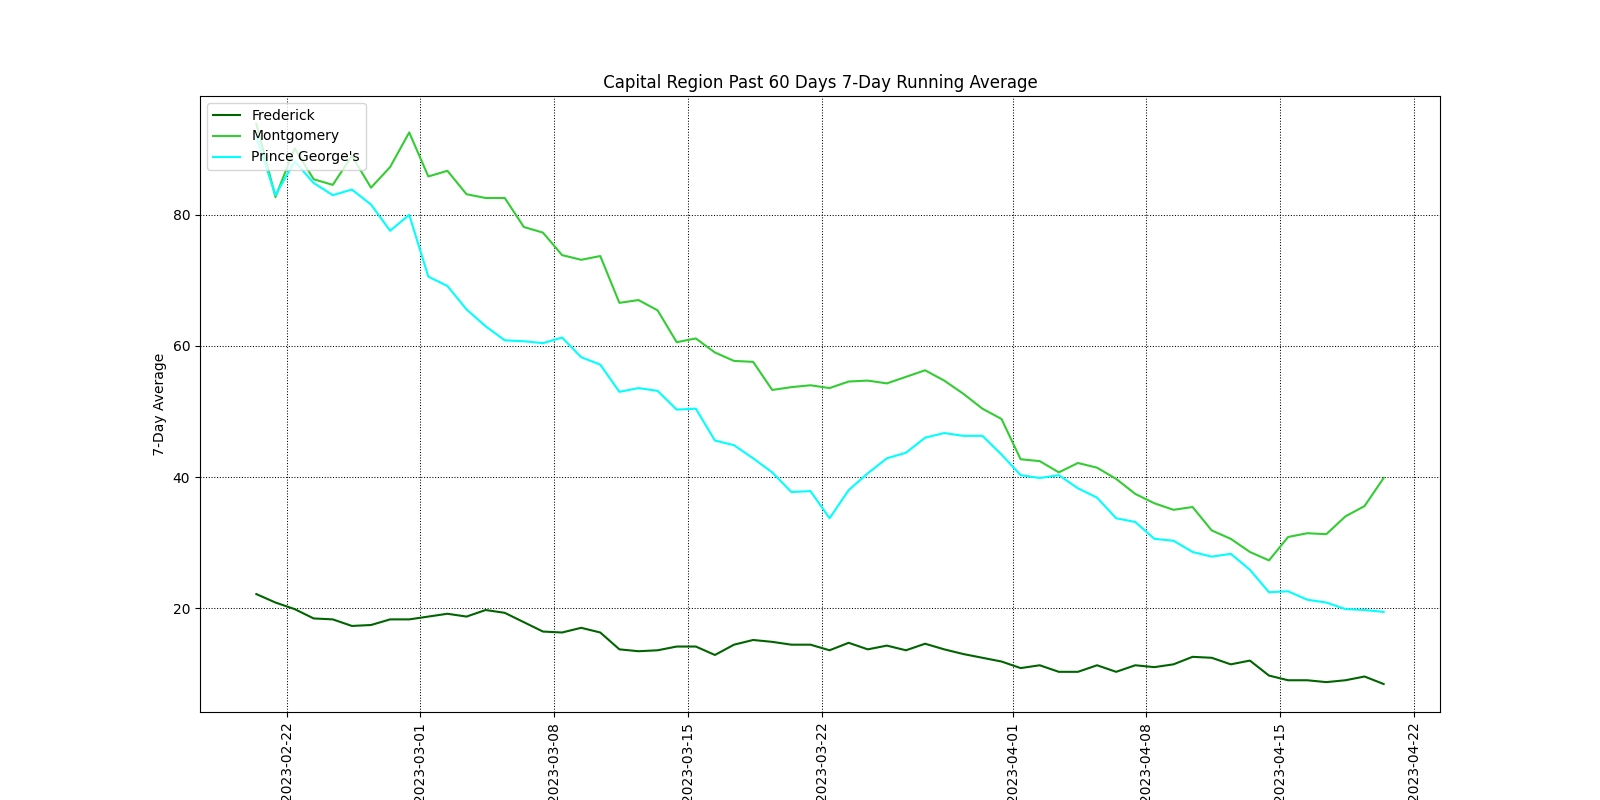 Capital Region Past 60 Days 7-Day Running Average
Frederick
Montgomery
Prince George's
7-Day Average
80
60
40
20
2023-02-22
2023-03-01
2023-03-08
2023-03-15
2023-03-22
2023-04-01
2023-04-08
2023-04-15
2023-04-22